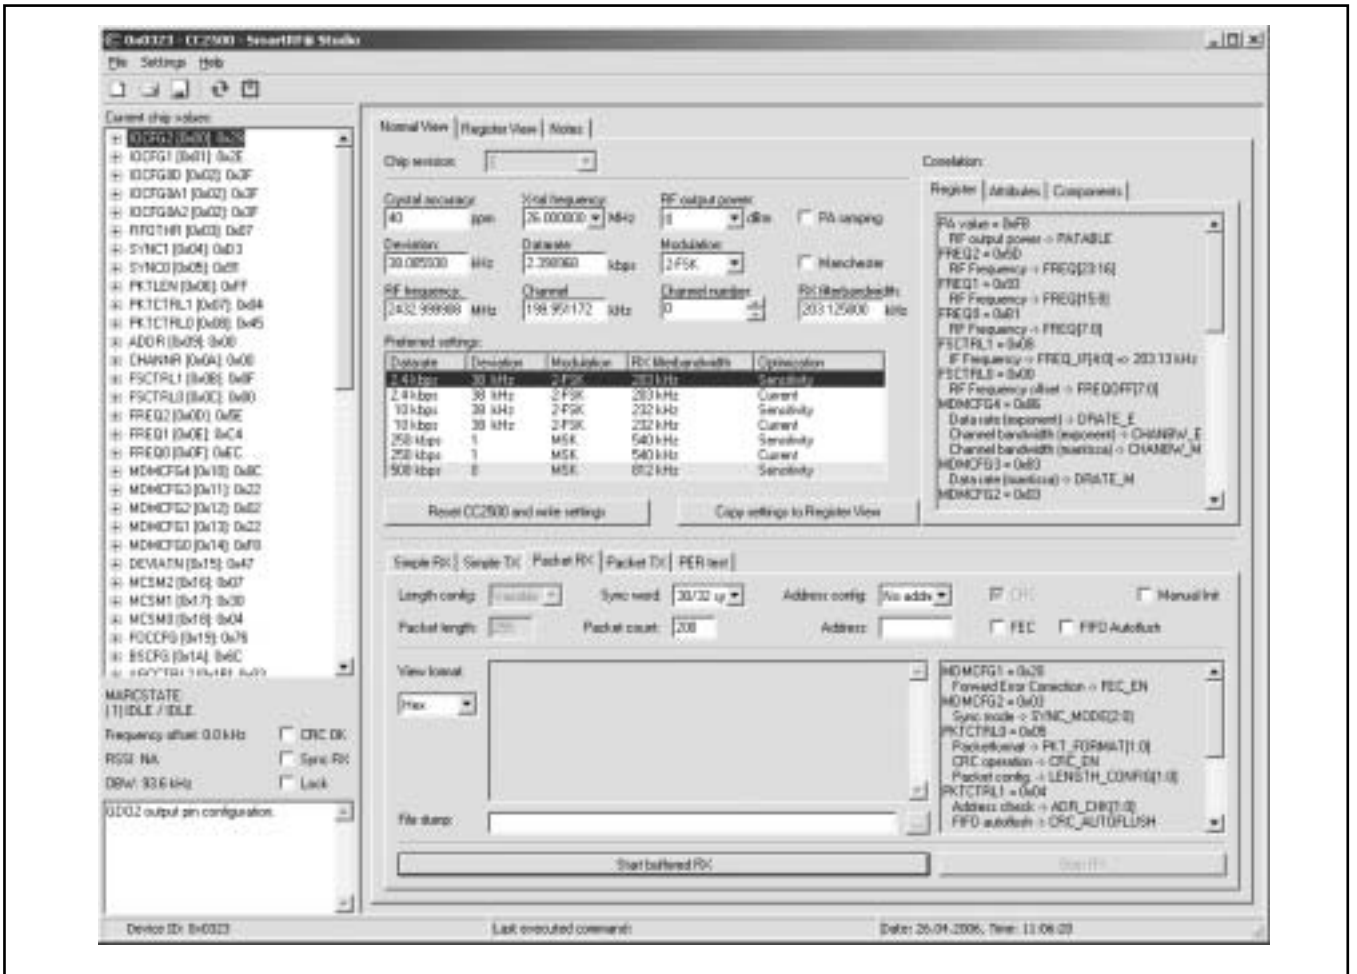 0x0323 - CC2500 - SmartRF® Studio
File Settings Help
Current chip values:
IOCFG2 [0x00]: 0x29
IOCFG1 [0x01]: 0x2E
IOCFG0D [0x02]: 0x3F
IOCFG0A1 [0x02]: 0x3F
IOCFG0A2 [0x02]: 0x3F
FIFOTHR [0x03]: 0x07
SYNC1 [0x04]: 0xD3
SYNC0 [0x05]: 0x91
PKTLEN [0x06]: 0xFF
PKTCTRL1 [0x07]: 0x04
PKTCTRL0 [0x08]: 0x45
ADDR [0x09]: 0x00
CHANNR [0x0A]: 0x00
FSCTRL1 [0x0B]: 0x0F
FSCTRL0 [0x0C]: 0x00
FREQ2 [0x0D]: 0x5E
FREQ1 [0x0E]: 0xC4
FREQ0 [0x0F]: 0xEC
MDMCFG4 [0x10]: 0x8C
MDMCFG3 [0x11]: 0x22
MDMCFG2 [0x12]: 0x02
MDMCFG1 [0x13]: 0x22
MDMCFG0 [0x14]: 0xF8
DEVIATN [0x15]: 0x47
MCSM2 [0x16]: 0x07
MCSM1 [0x17]: 0x30
MCSM0 [0x18]: 0x04
FOCCFG [0x19]: 0x76
BSCFG [0x1A]: 0x6C
MARCSTATE:
[1] IDLE / IDLE
Frequency offset: 0.0 kHz CRC OK
RSSI: NA Sync RX
DBW: 93.6 kHz Lock
GDO2 output pin configuration.
Normal View Register View Notes
Chip revision:
Crystal accuracy: X-tal frequency: RF output power:
40 ppm 26.000000 MHz dBm PA ramping
Deviation: Datarate: Modulation:
38.085938 kHz 2.398968 kbps 2-FSK Manchester
RF frequency: Channel: Channel number: RX filterbandwidth:
2432.999908 MHz 198.951172 kHz 0 203.125000 kHz
Preferred settings:
Datarate Deviation Modulation RX filterbandwidth Optimization
2.4 kbps 38 kHz 2-FSK 203 kHz Sensitivity
2.4 kbps 38 kHz 2-FSK 203 kHz Current
10 kbps 38 kHz 2-FSK 232 kHz Sensitivity
10 kbps 38 kHz 2-FSK 232 kHz Current
250 kbps 1 MSK 540 kHz Sensitivity
250 kbps 1 MSK 540 kHz Current
500 kbps 0 MSK 812 kHz Sensitivity
Reset CC2500 and write settings Copy settings to Register View
Correlation:
Register Attributes Components
PA value = 0xFB
RF output power -> PATABLE
FREQ2 = 0x5D
RF Frequency -> FREQ[23:16]
FREQ1 = 0x93
RF Frequency -> FREQ[15:8]
FREQ0 = 0xB1
RF Frequency -> FREQ[7:0]
FSCTRL1 = 0x08
IF Frequency -> FREQ_IF[4:0] => 203.13 kHz
FSCTRL0 = 0x00
RF Frequency offset -> FREQOFF[7:0]
MDMCFG4 = 0x86
Data rate (exponent) -> DRATE_E
Channel bandwidth (exponent) -> CHANBW_E
Channel bandwidth (mantissa) -> CHANBW_M
MDMCFG3 = 0x83
Data rate (mantissa) -> DRATE_M
MDMCFG2 = 0x03
Simple RX Simple TX Packet RX Packet TX PER test
Length config: Variable Sync word: 30/32 sy Address config: No addre CRC Manual Init
Packet length: 255 Packet count: 200 Address: FEC FIFO Autoflush
View format:
Hex
MDMCFG1 = 0x20
Forward Error Correction -> FEC_EN
MDMCFG2 = 0x03
Sync mode -> SYNC_MODE[2:0]
PKTCTRL0 = 0x05
Packetformat -> PKT_FORMAT[1:0]
CRC operation -> CRC_EN
Packet config. -> LENGTH_CONFIG[1:0]
PKTCTRL1 = 0x04
Address check -> ADR_CHK[1:0]
FIFO autoflush -> CRC_AUTOFLUSH
File dump:
Start buffered RX
Device ID: 0x0323 Last executed command: Date: 26.04.2006, Time: 11:06:20